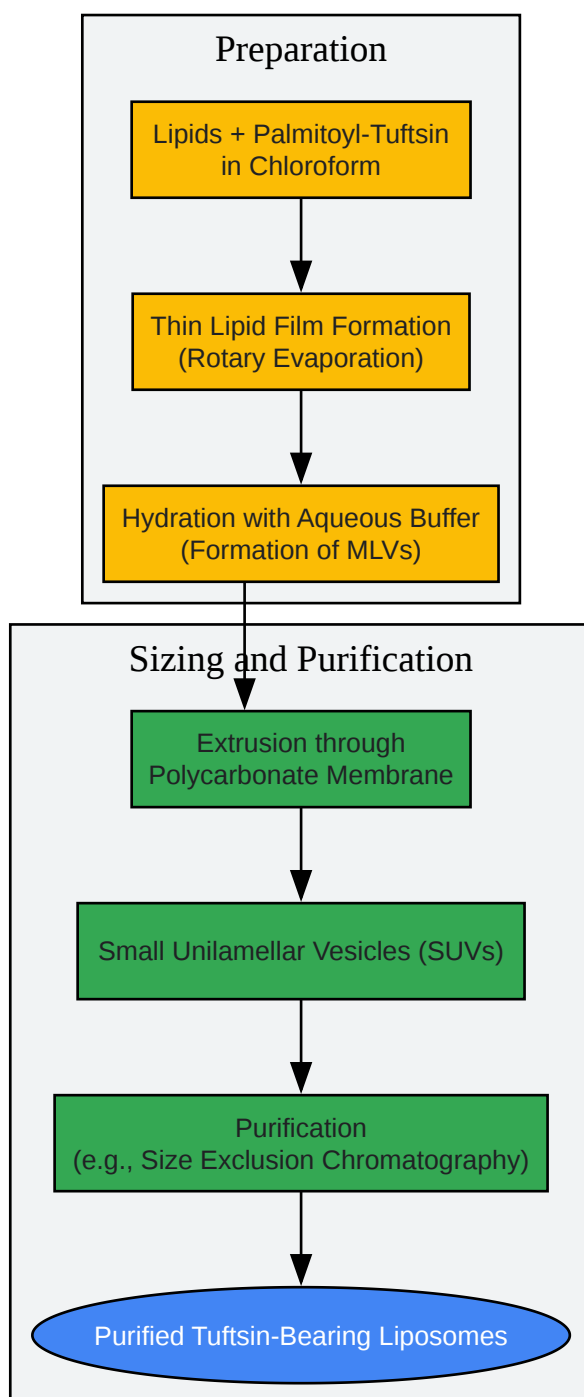 Preparation
Lipids + Palmitoyl-Tuftsin
in Chloroform
Thin Lipid Film Formation
(Rotary Evaporation)
Hydration with Aqueous Buffer
(Formation of MLVs)
Sizing and Purification
Extrusion through
Polycarbonate Membrane
Small Unilamellar Vesicles (SUVs)
Purification
(e.g., Size Exclusion Chromatography)
Purified Tuftsin-Bearing Liposomes